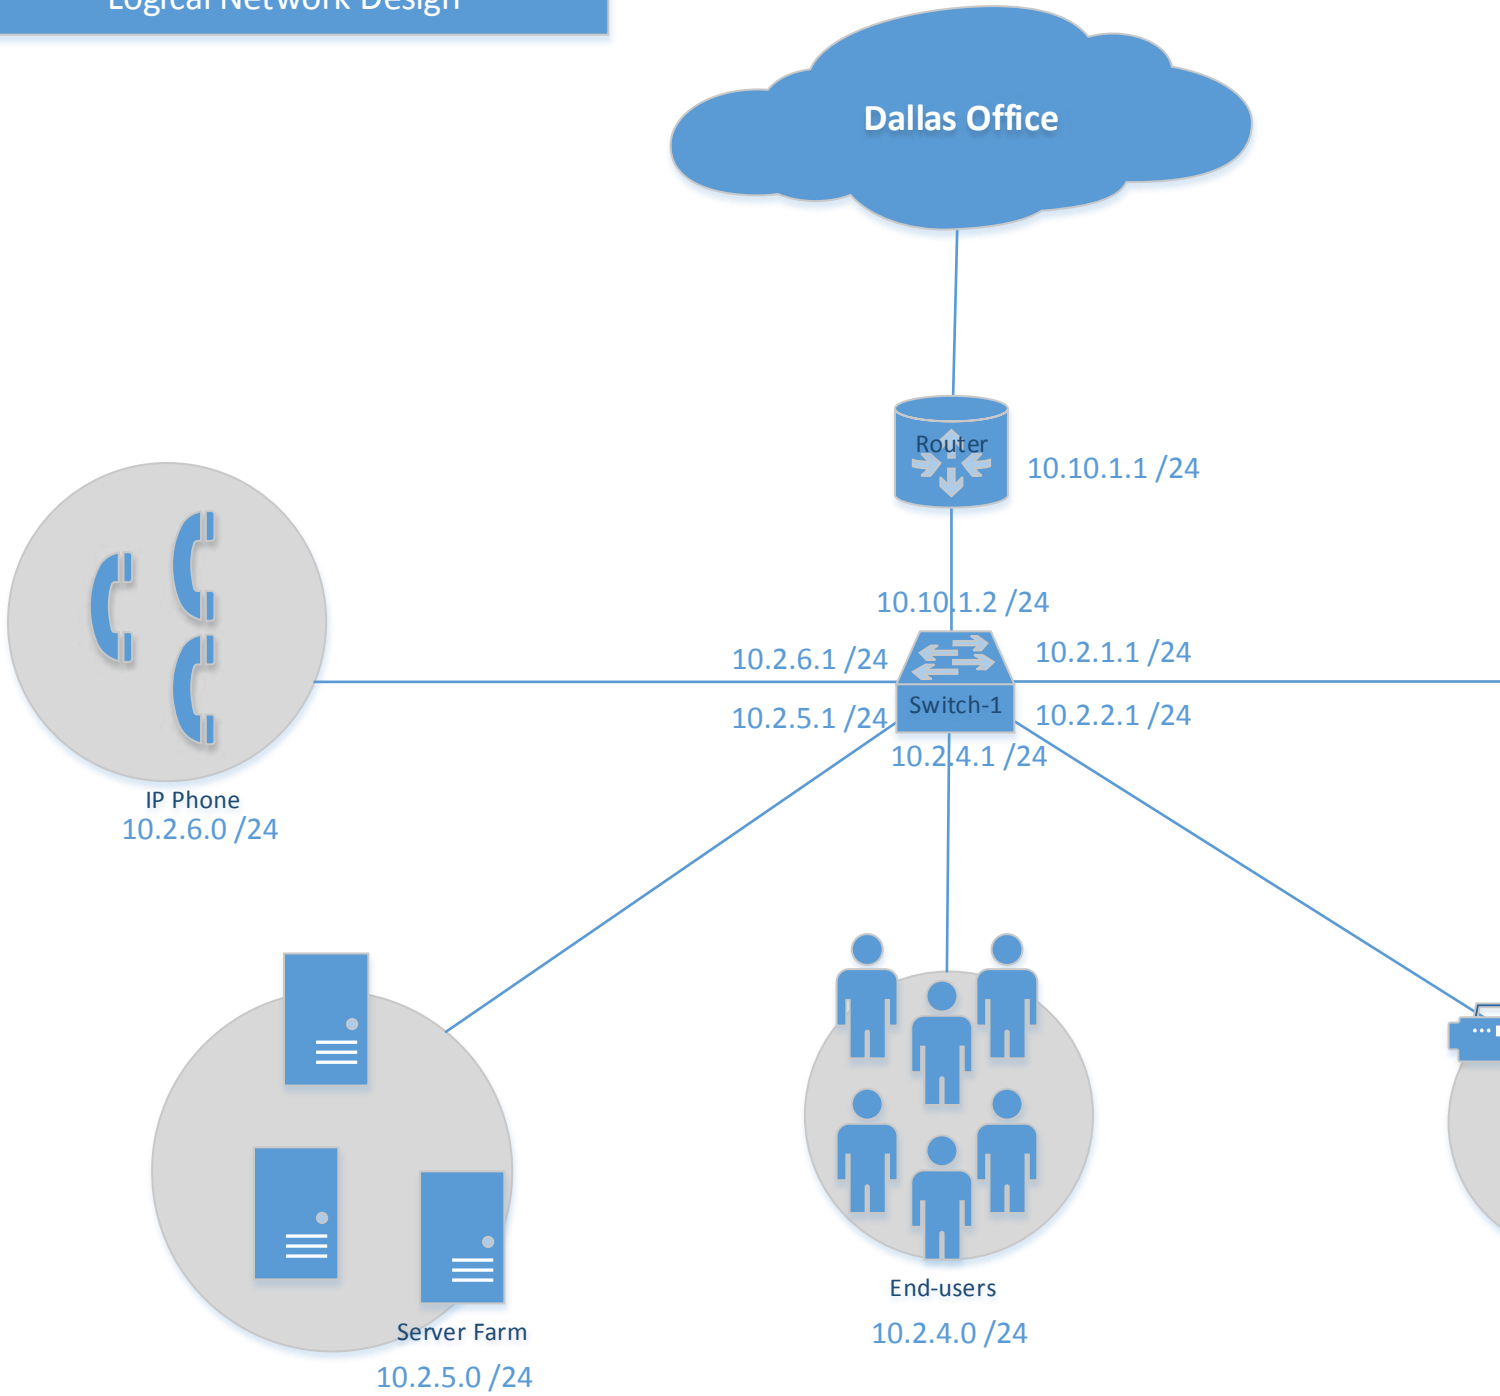 Logical Network Design
Dallas Office
Router
10.10.1.1 /24
10.10.1.2 /24
10.2.6.1 /24
10.2.1.1 /24
Switch-1
10.2.5.1 /24
10.2.2.1 /24
10.2.4.1 /24
IP Phone
10.2.6.0 /24
End-users
10.2.4.0 /24
Server Farm
10.2.5.0 /24